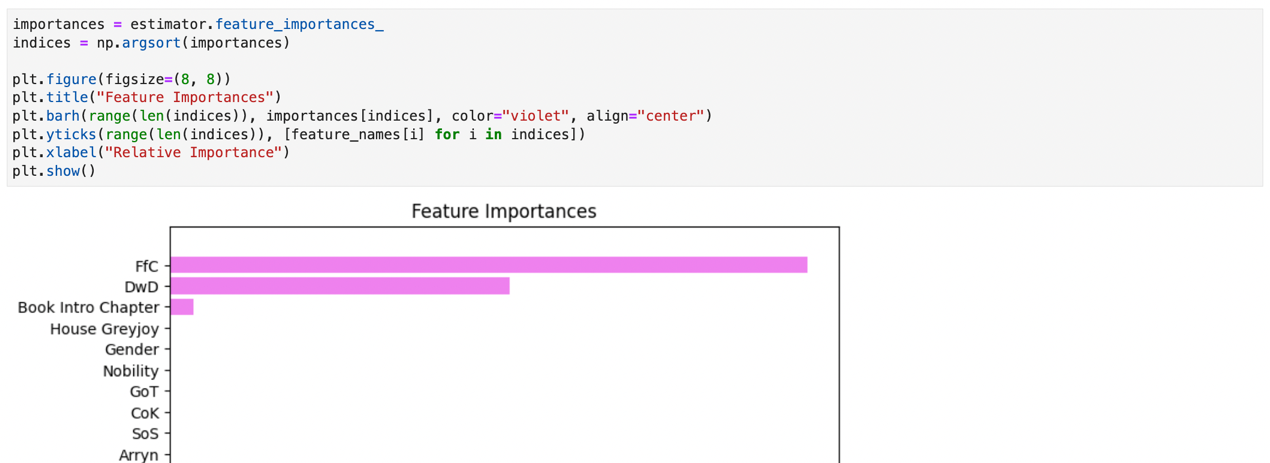 importances = estimator.feature_importances_
indices = np.argsort(importances)
plt.figure(figsize=(8, 8))
plt.title("Feature Importances")
plt.barh(range(len(indices)), importances[indices], color="violet", align="center")
plt.yticks(range(len(indices)), [feature_names[i] for i in indices])
plt.xlabel("Relative Importance")
plt.show()
Feature Importances
FfC
DwD
Book Intro Chapter
House Greyjoy
Gender
Nobility
GoT
CoK
SoS
Arryn